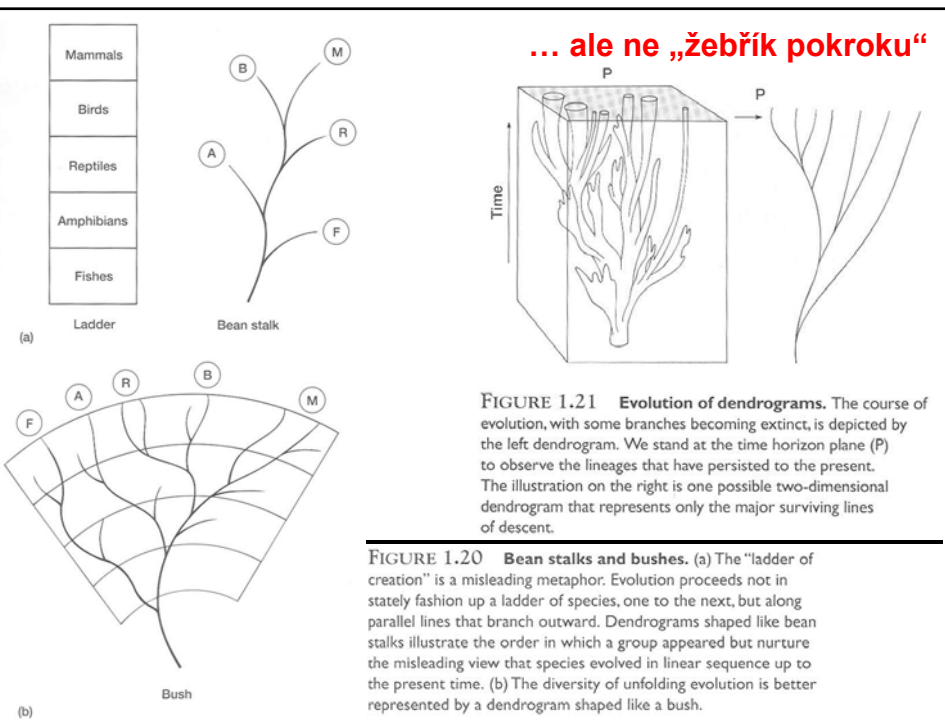 … ale ne „žebřík pokroku“
Mammals
Birds
Reptiles
Amphibians
Fishes
Ladder
B
M
A
R
F
Bean stalk
(a)
P
P
Time
FIGURE 1.21 Evolution of dendrograms. The course of
evolution, with some branches becoming extinct, is depicted by
the left dendrogram. We stand at the time horizon plane (P)
to observe the lineages that have persisted to the present.
The illustration on the right is one possible two-dimensional
dendrogram that represents only the major surviving lines
of descent.
F
A
R
B
M
Bush
(b)
FIGURE 1.20 Bean stalks and bushes. (a) The “ladder of
creation” is a misleading metaphor. Evolution proceeds not in
stately fashion up a ladder of species, one to the next, but along
parallel lines that branch outward. Dendrograms shaped like bean
stalks illustrate the order in which a group appeared but nurture
the misleading view that species evolved in linear sequence up to
the present time. (b) The diversity of unfolding evolution is better
represented by a dendrogram shaped like a bush.